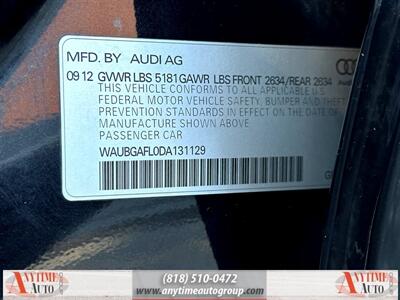 MFD. BY AUDI AG
09 12 GVWR LBS 5181 GAWR LBS FRONT 2634/REAR 2634
THIS VEHICLE CONFORMS TO ALL APPLICABLE U.S
FEDERAL MOTOR VEHICLE SAFETY, BUMPER AND THEF
PREVENTION STANDARDS IN EFFECT ON THE DATE OF
MANUFACTURE SHOWN ABOVE
PASSENGER CAR
WAUBGAFL0DA131129
ANYTIME AUTO
(818) 510-0472
www.anytimeautogroup.com
ANYTIME AUTO